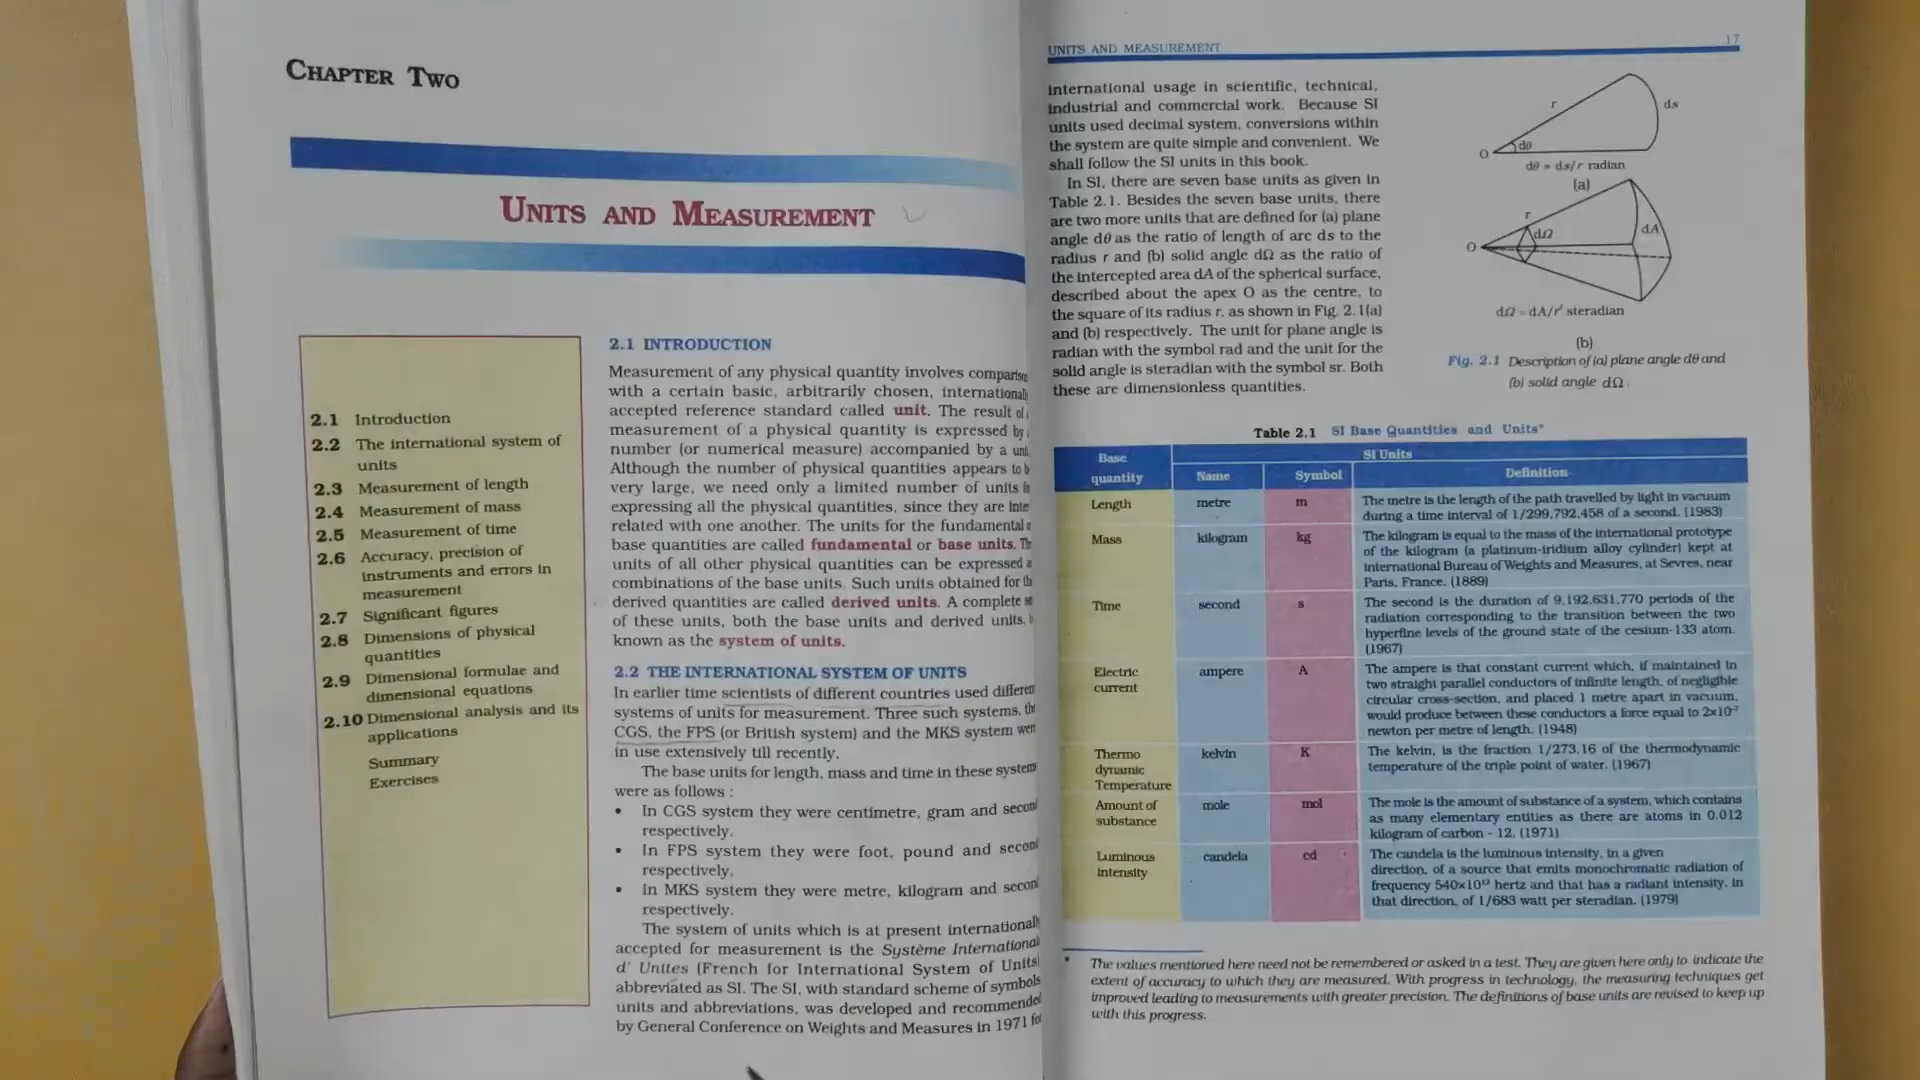 CHAPTER TWO
UNITS AND MEASUREMENT
2.1 Introduction
2.2 The international system of
units
2.3 Measurement of length
2.4 Measurement of mass
2.5 Measurement of time
2.6 Accuracy, precision of
instruments and errors in
measurement
2.7 Significant figures
2.8 Dimensions of physical
quantities
2.9 Dimensional formulae and
dimensional equations
2.10 Dimensional analysis and its
applications
Summary
Exercises
2.1 INTRODUCTION
Measurement of any physical quantity involves comparison
with a certain basic, arbitrarily chosen, internationally
accepted reference standard called unit. The result of
measurement of a physical quantity is expressed by
number (or numerical measure) accompanied by a unit
Although the number of physical quantities appears to
very large, we need only a limited number of units
expressing all the physical quantities, since they are inte
related with one another. The units for the fundamental
base quantities are called fundamental or base units. Th
units of all other physical quantities can be expressed
combinations of the base units. Such units obtained for
derived quantities are called derived units. A complete
of these units, both the base units and derived units,
known as the system of units.
2.2 THE INTERNATIONAL SYSTEM OF UNITS
In earlier time scientists of different countries used differen
systems of units for measurement. Three such systems, the
CGS, the FPS (or British system) and the MKS system wer
in use extensively till recently.
The base units for length, mass and time in these system
were as follows :
• In CGS system they were centimetre, gram and second
respectively.
• In FPS system they were foot, pound and second
respectively.
• In MKS system they were metre, kilogram and second
respectively.
The system of units which is at present internationally
accepted for measurement is the Système International
d' Unites (French for International System of Units)
abbreviated as SI. The SI, with standard scheme of symbols
units and abbreviations, was developed and recommended
by General Conference on Weights and Measures in 1971 for
UNITS AND MEASUREMENT 17
international usage in scientific, technical,
industrial and commercial work. Because SI
units used decimal system, conversions within
the system are quite simple and convenient. We
shall follow the SI units in this book.
In SI, there are seven base units as given in
Table 2.1. Besides the seven base units, there
are two more units that are defined for (a) plane
angle dθ as the ratio of length of arc ds to the
radius r and (b) solid angle dΩ as the ratio of
the intercepted area dA of the spherical surface,
described about the apex O as the centre, to
the square of its radius r, as shown in Fig. 2.1(a)
and (b) respectively. The unit for plane angle is
radian with the symbol rad and the unit for the
solid angle is steradian with the symbol sr. Both
these are dimensionless quantities.
r
ds
O
dθ
dθ = ds/r radian
(a)
r
dΩ
dA
O
dΩ = dA/r² steradian
(b)
Fig. 2.1 Description of (a) plane angle dθ and
(b) solid angle dΩ.
Table 2.1 SI Base Quantities and Units*
Base
quantity
SI Units
Name Symbol Definition
Length metre m The metre is the length of the path travelled by light in vacuum
during a time interval of 1/299,792,458 of a second. (1983)
Mass kilogram kg The kilogram is equal to the mass of the international prototype
of the kilogram (a platinum-iridium alloy cylinder) kept at
international Bureau of Weights and Measures, at Sevres, near
Paris, France. (1889)
Time second s The second is the duration of 9,192,631,770 periods of the
radiation corresponding to the transition between the two
hyperfine levels of the ground state of the cesium-133 atom.
(1967)
Electric
current
ampere A The ampere is that constant current which, if maintained in
two straight parallel conductors of infinite length, of negligible
circular cross-section, and placed 1 metre apart in vacuum,
would produce between these conductors a force equal to 2×10⁻⁷
newton per metre of length. (1948)
Thermo
dynamic
Temperature
kelvin K The kelvin, is the fraction 1/273.16 of the thermodynamic
temperature of the triple point of water. (1967)
Amount of
substance
mole mol The mole is the amount of substance of a system, which contains
as many elementary entities as there are atoms in 0.012
kilogram of carbon - 12. (1971)
Luminous
intensity
candela cd The candela is the luminous intensity, in a given
direction, of a source that emits monochromatic radiation of
frequency 540×10¹² hertz and that has a radiant intensity, in
that direction, of 1/683 watt per steradian. (1979)
* The values mentioned here need not be remembered or asked in a test. They are given here only to indicate the
extent of accuracy to which they are measured. With progress in technology, the measuring techniques get
improved leading to measurements with greater precision. The definitions of base units are revised to keep up
with this progress.